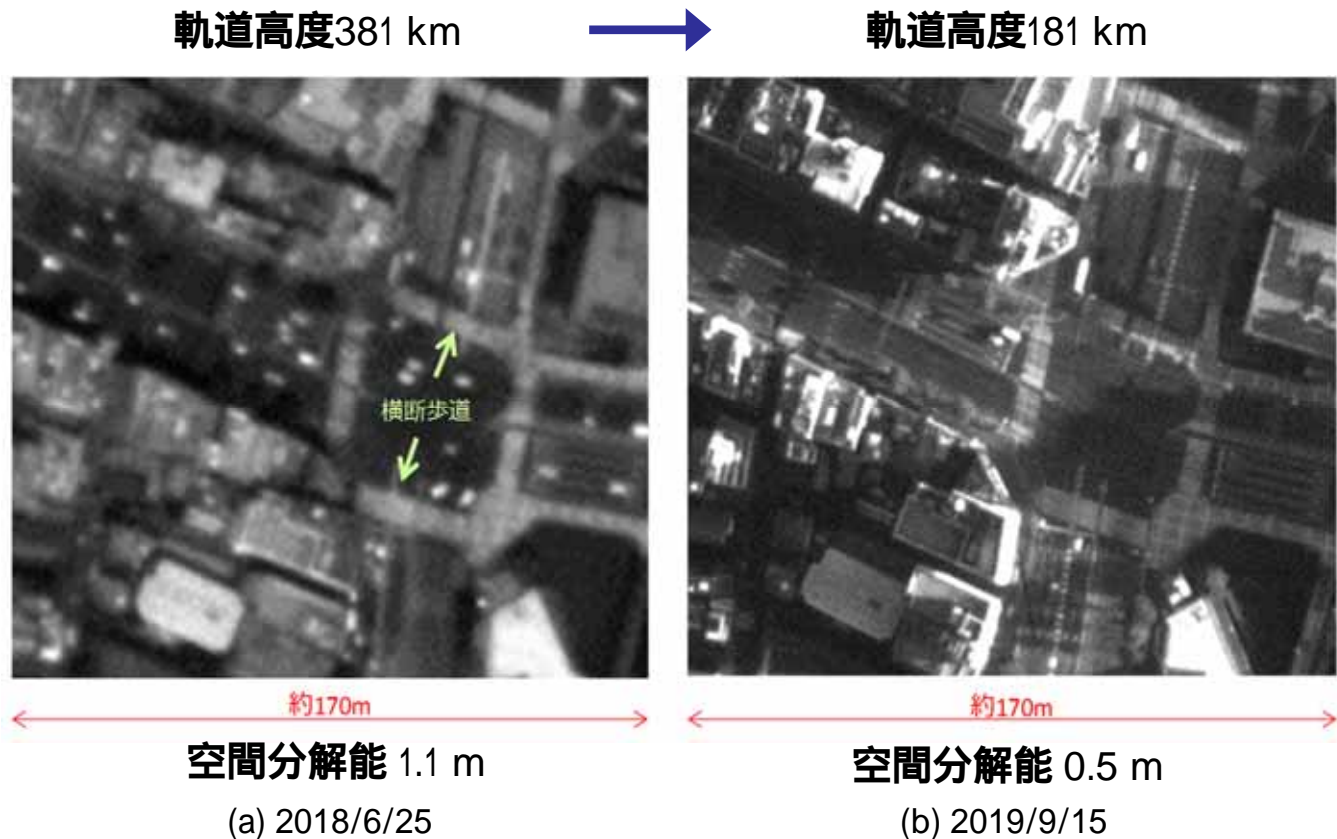 軌道高度381 km
軌道高度181 km
横断歩道
約170m
約170m
空間分解能 1.1 m
空間分解能 0.5 m
(a) 2018/6/25
(b) 2019/9/15